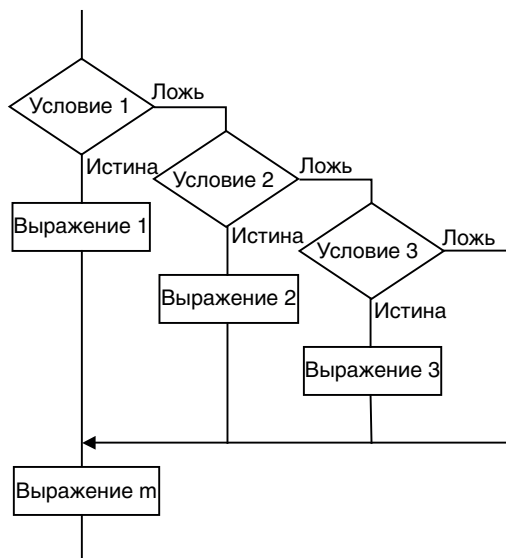 Ложь
Условие 1
Истина
Ложь
Условие 2
Выражение 1
Истина
Ложь
Условие 3
Выражение 2
Истина
Выражение 3
Выражение m